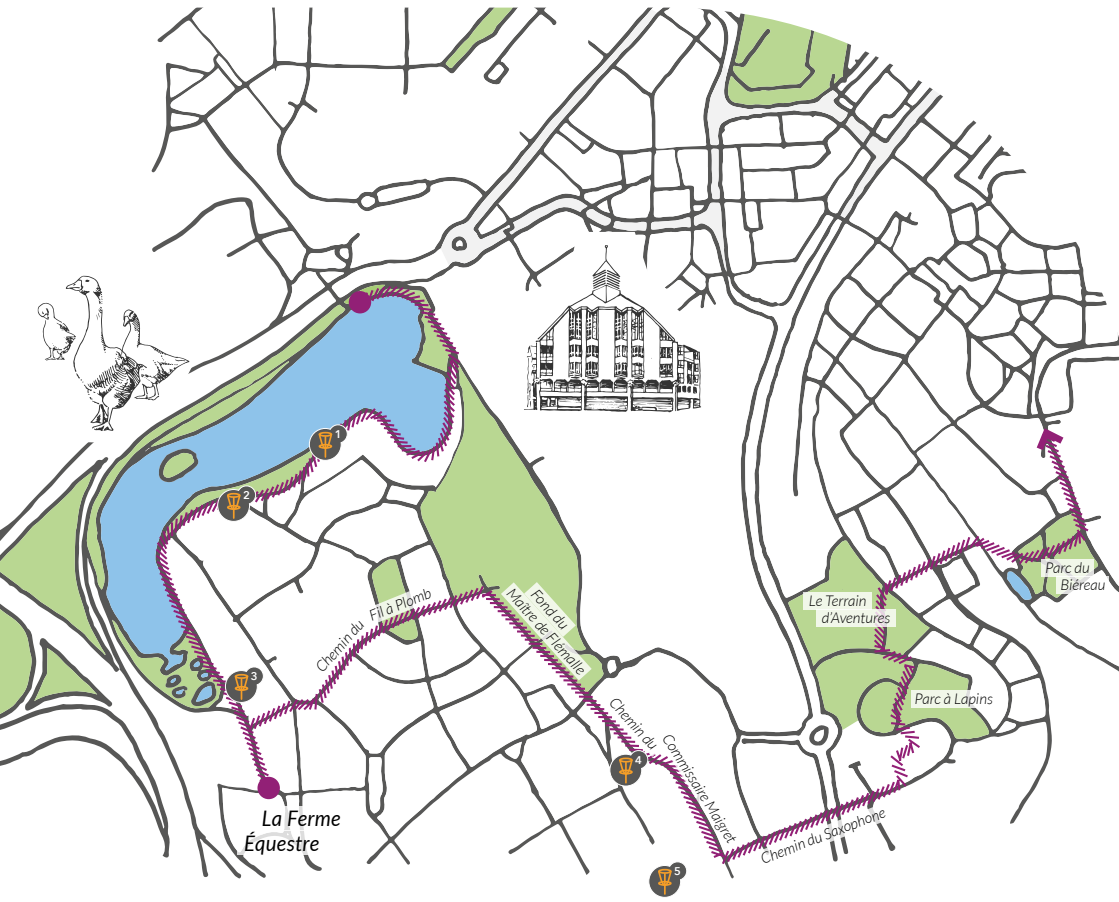 1
2
3
4
5
Chemin du Fil à Plomb
Fond du
Maître de Flémalle
Chemin du
Commissaire Maigret
Chemin du Saxophone
Le Terrain
d'Aventures
Parc à Lapins
Parc du
Biéreau
La Ferme
Équestre